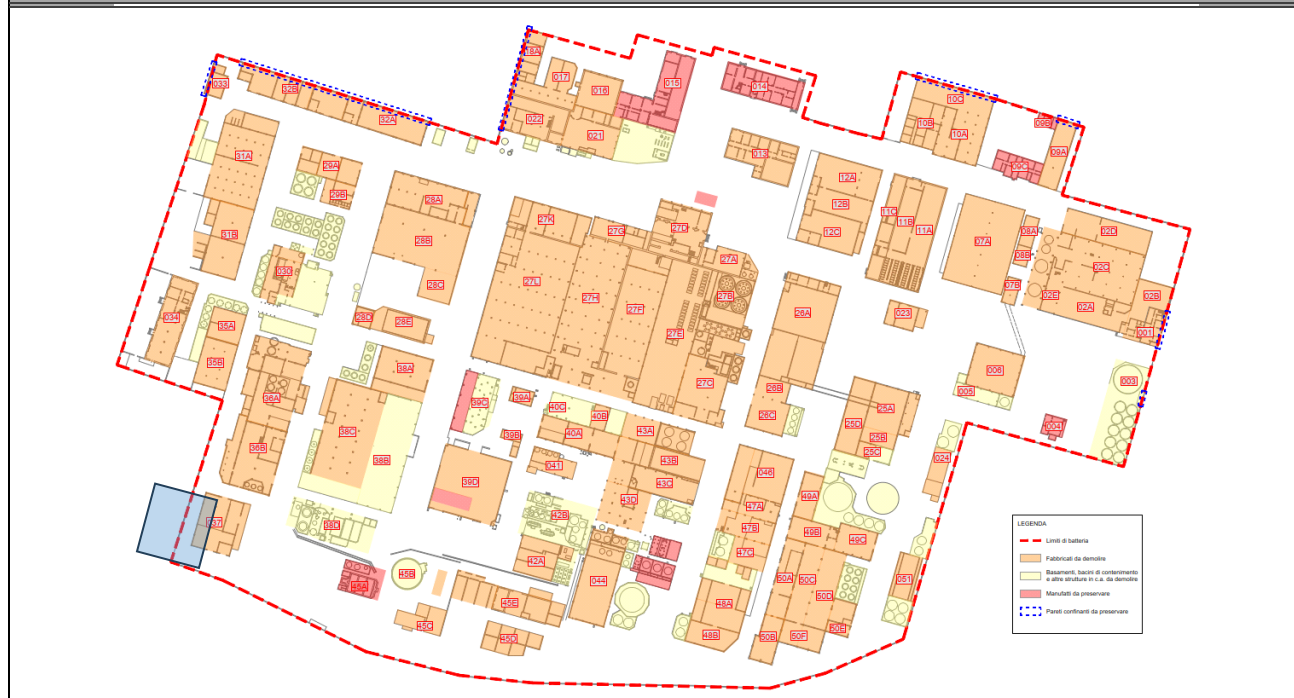 18A
033
32B
32A
017
016
015
014
022
021
013
10C
10B
10A
09B
09A
09C
31A
29A
29B
28A
28B
28C
31B
030
27K
27G
27D
27A
27L
27H
27F
27B
27E
27C
12A
12B
12C
11C
11B
11A
07A
08A
08B
07B
02D
02C
02B
02E
02A
001
034
35A
35B
28D
28E
26A
023
006
005
003
004
38A
36A
36B
38C
38B
39C
39A
39B
40C
40B
40A
43A
26B
26C
25A
25D
25B
25C
024
041
43B
43C
43D
046
47A
47B
47C
49A
49B
49C
39D
037
38D
42B
42A
044
45B
45C
45E
45D
48A
48B
50A
50C
50D
50B
50F
50E
051
LEGENDA
Limiti di batteria
Fabbricati da demolire
Basamenti, bacini di contenimento
e altre strutture in c.a. da demolire
Manufatti da preservare
Pareti confinanti da preservare